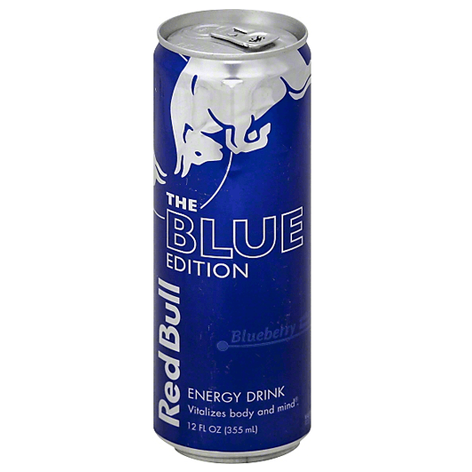 THE
BLUE
EDITION
Blueberry
Red Bull
ENERGY DRINK
Vitalizes body and mind®.
12 FL OZ (355 mL)